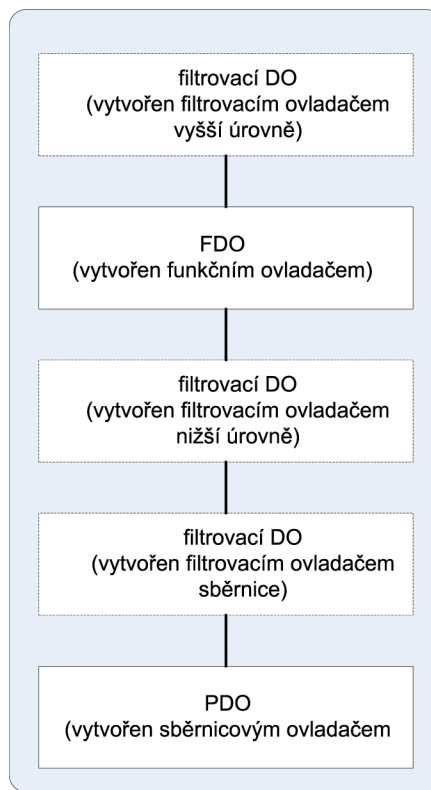 filtrovací DO
(vytvořen filtrovacím ovladačem
vyšší úrovně)
FDO
(vytvořen funkčním ovladačem)
filtrovací DO
(vytvořen filtrovacím ovladačem
nižší úrovně)
filtrovací DO
(vytvořen filtrovacím ovladačem
sběrnice)
PDO
(vytvořen sběrnicovým ovladačem